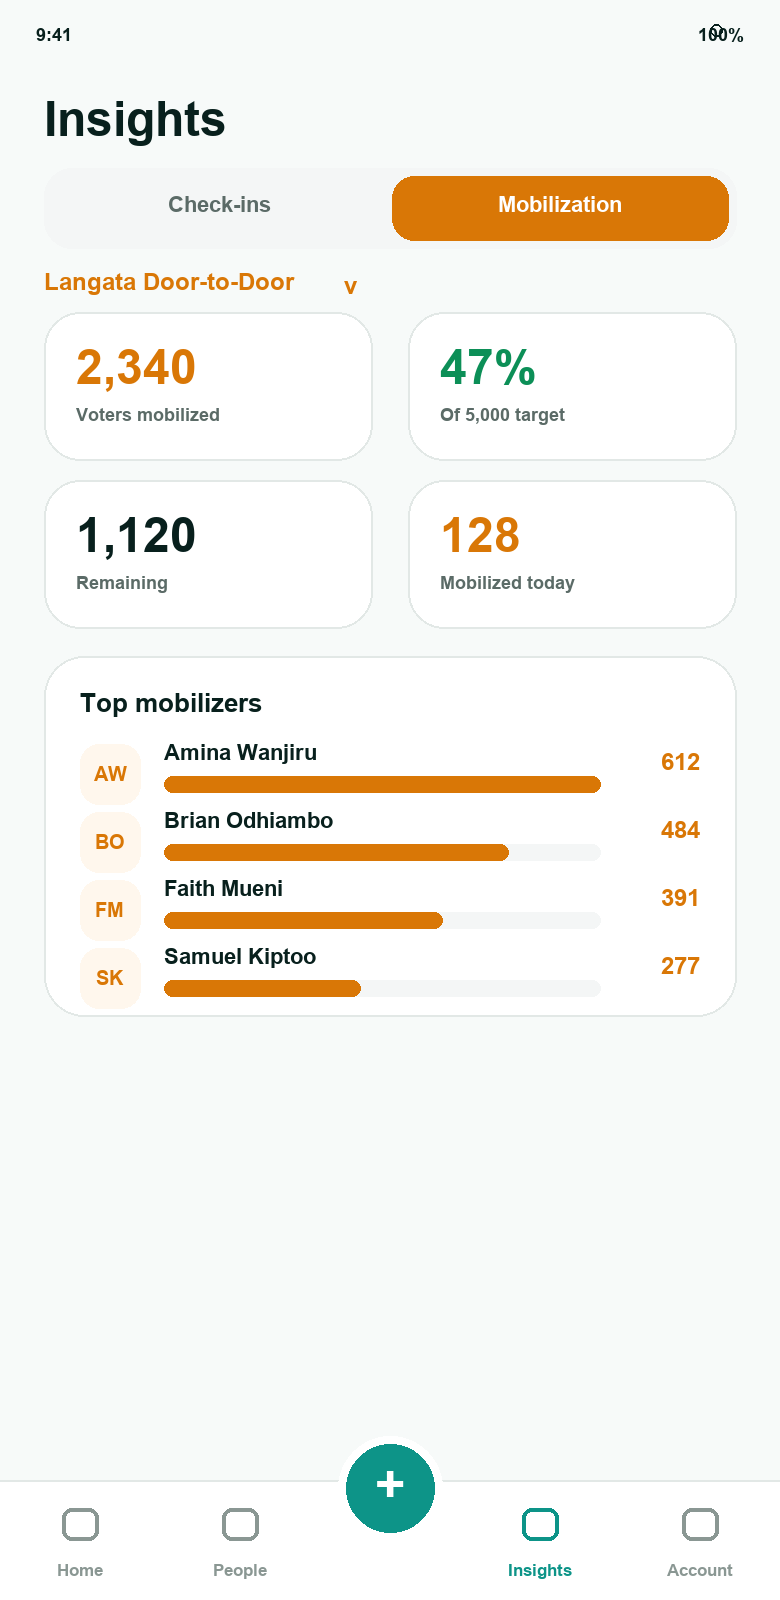 9:41
100%
Insights
Check-ins
Mobilization
Langata Door-to-Door v
2,340
Voters mobilized
47%
Of 5,000 target
1,120
Remaining
128
Mobilized today
Top mobilizers
AW Amina Wanjiru 612
BO Brian Odhiambo 484
FM Faith Mueni 391
SK Samuel Kiptoo 277
+
Home
People
Insights
Account